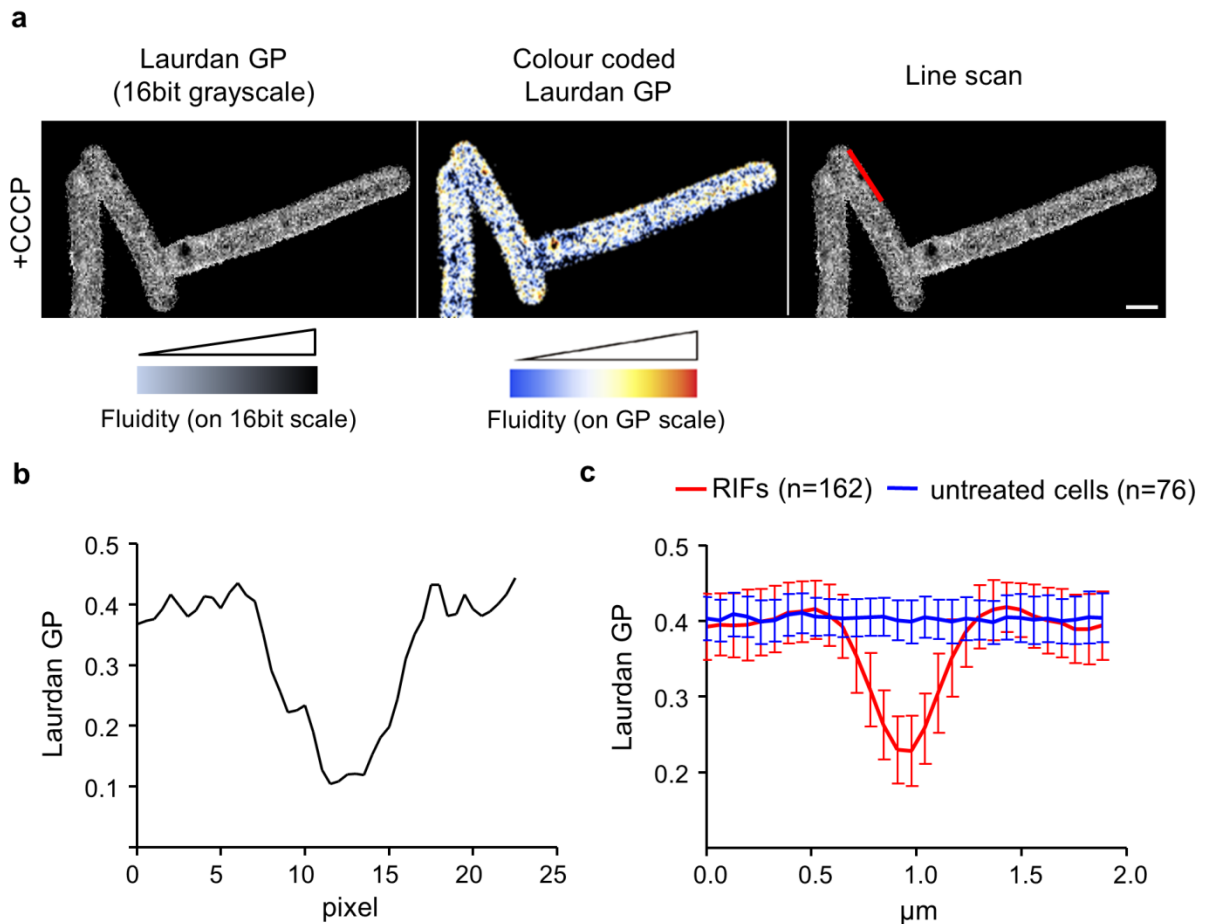 a
Laurdan GP
(16bit grayscale)
Colour coded
Laurdan GP
Line scan
+CCCP
Fluidity (on 16bit scale)
Fluidity (on GP scale)
b
Laurdan GP
0.5
0.4
0.3
0.2
0.1
0
5
10
15
20
25
pixel
c
RIFs (n=162)
untreated cells (n=76)
Laurdan GP
0.5
0.4
0.3
0.2
0.0
0.5
1.0
1.5
2.0
µm